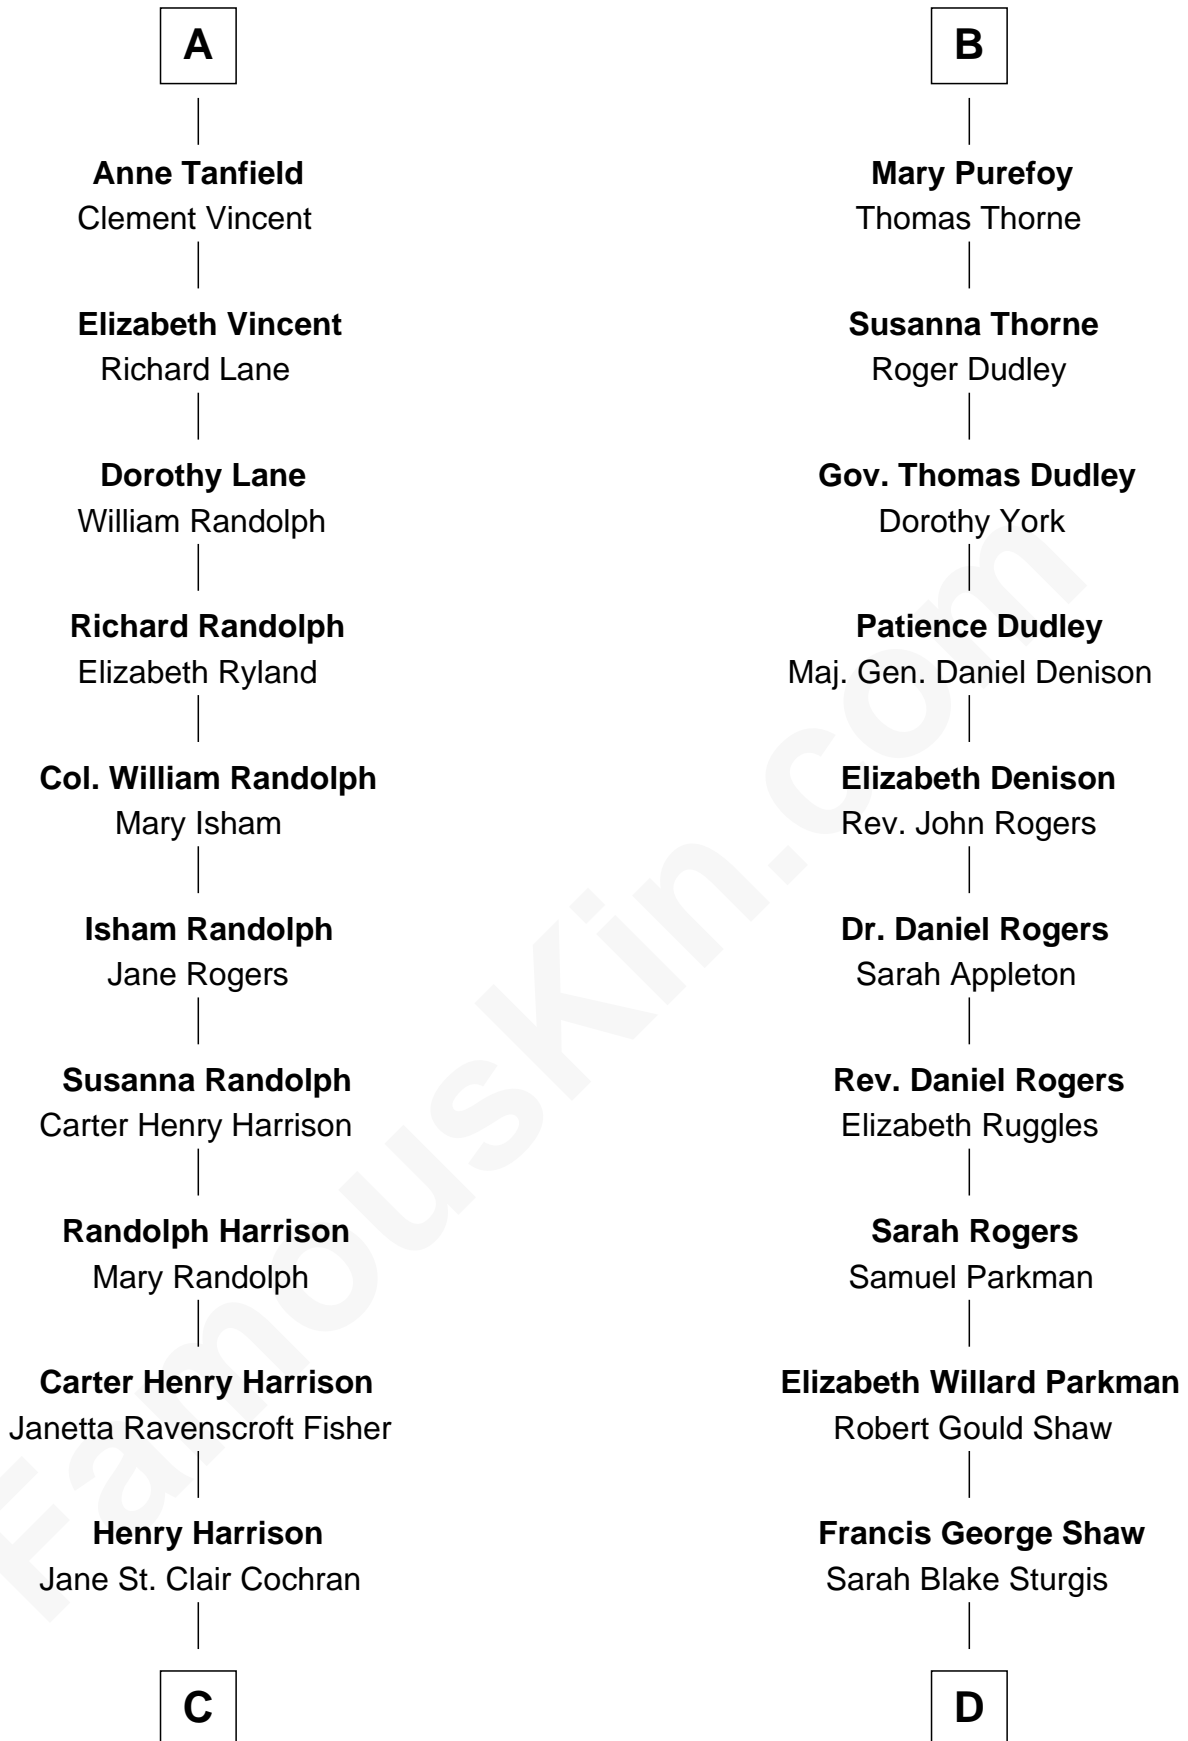 A
Anne Tanfield
Clement Vincent
Elizabeth Vincent
Richard Lane
Dorothy Lane
William Randolph
Richard Randolph
Elizabeth Ryland
Col. William Randolph
Mary Isham
Isham Randolph
Jane Rogers
Susanna Randolph
Carter Henry Harrison
Randolph Harrison
Mary Randolph
Carter Henry Harrison
Janetta Ravenscroft Fisher
Henry Harrison
Jane St. Clair Cochran
C
B
Mary Purefoy
Thomas Thorne
Susanna Thorne
Roger Dudley
Gov. Thomas Dudley
Dorothy York
Patience Dudley
Maj. Gen. Daniel Denison
Elizabeth Denison
Rev. John Rogers
Dr. Daniel Rogers
Sarah Appleton
Rev. Daniel Rogers
Elizabeth Ruggles
Sarah Rogers
Samuel Parkman
Elizabeth Willard Parkman
Robert Gould Shaw
Francis George Shaw
Sarah Blake Sturgis
D
FamousKin.com